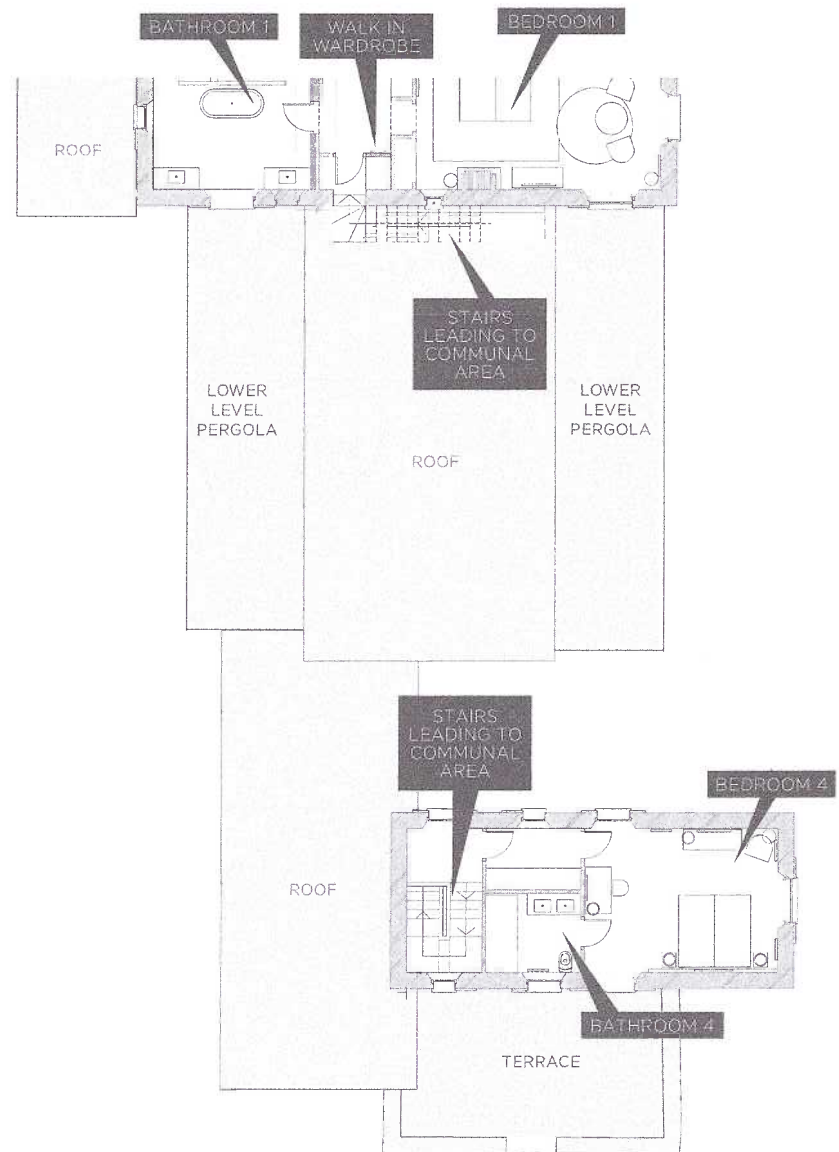 BATHROOM 1
WALK IN
WARDROBE
BEDROOM 1
ROOF
STAIRS
LEADING TO
COMMUNAL
AREA
LOWER
LEVEL
PERGOLA
LOWER
LEVEL
PERGOLA
ROOF
STAIRS
LEADING TO
COMMUNAL
AREA
BEDROOM 4
ROOF
BATHROOM 4
TERRACE